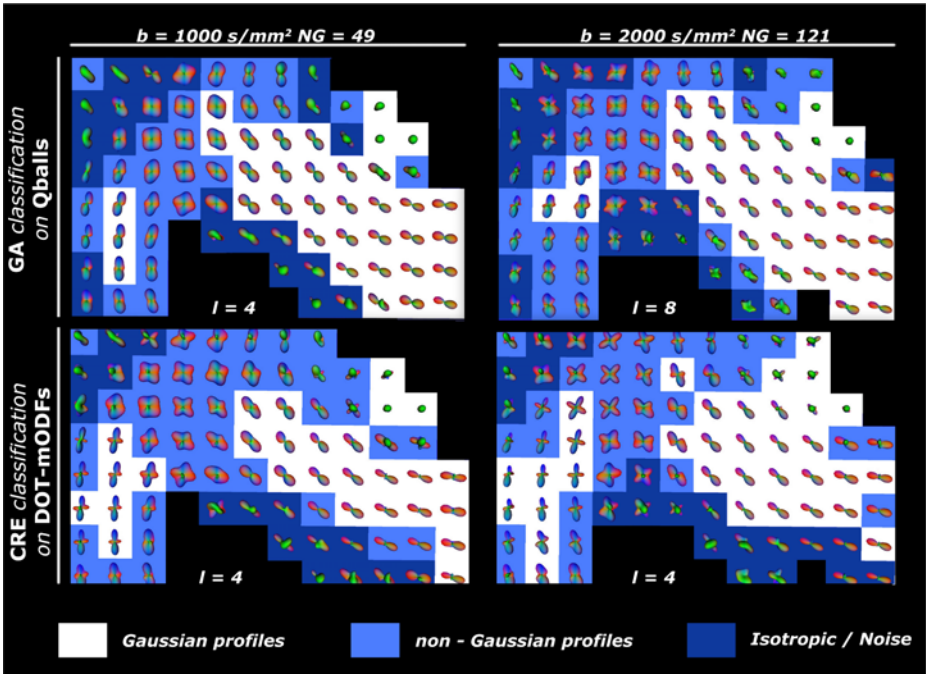 b = 1000 s/mm² NG = 49
b = 2000 s/mm² NG = 121
GA classification
on Qballs
l = 4
l = 8
CRE classification
on DOT-mODFs
l = 4
l = 4
Gaussian profiles
non - Gaussian profiles
Isotropic / Noise